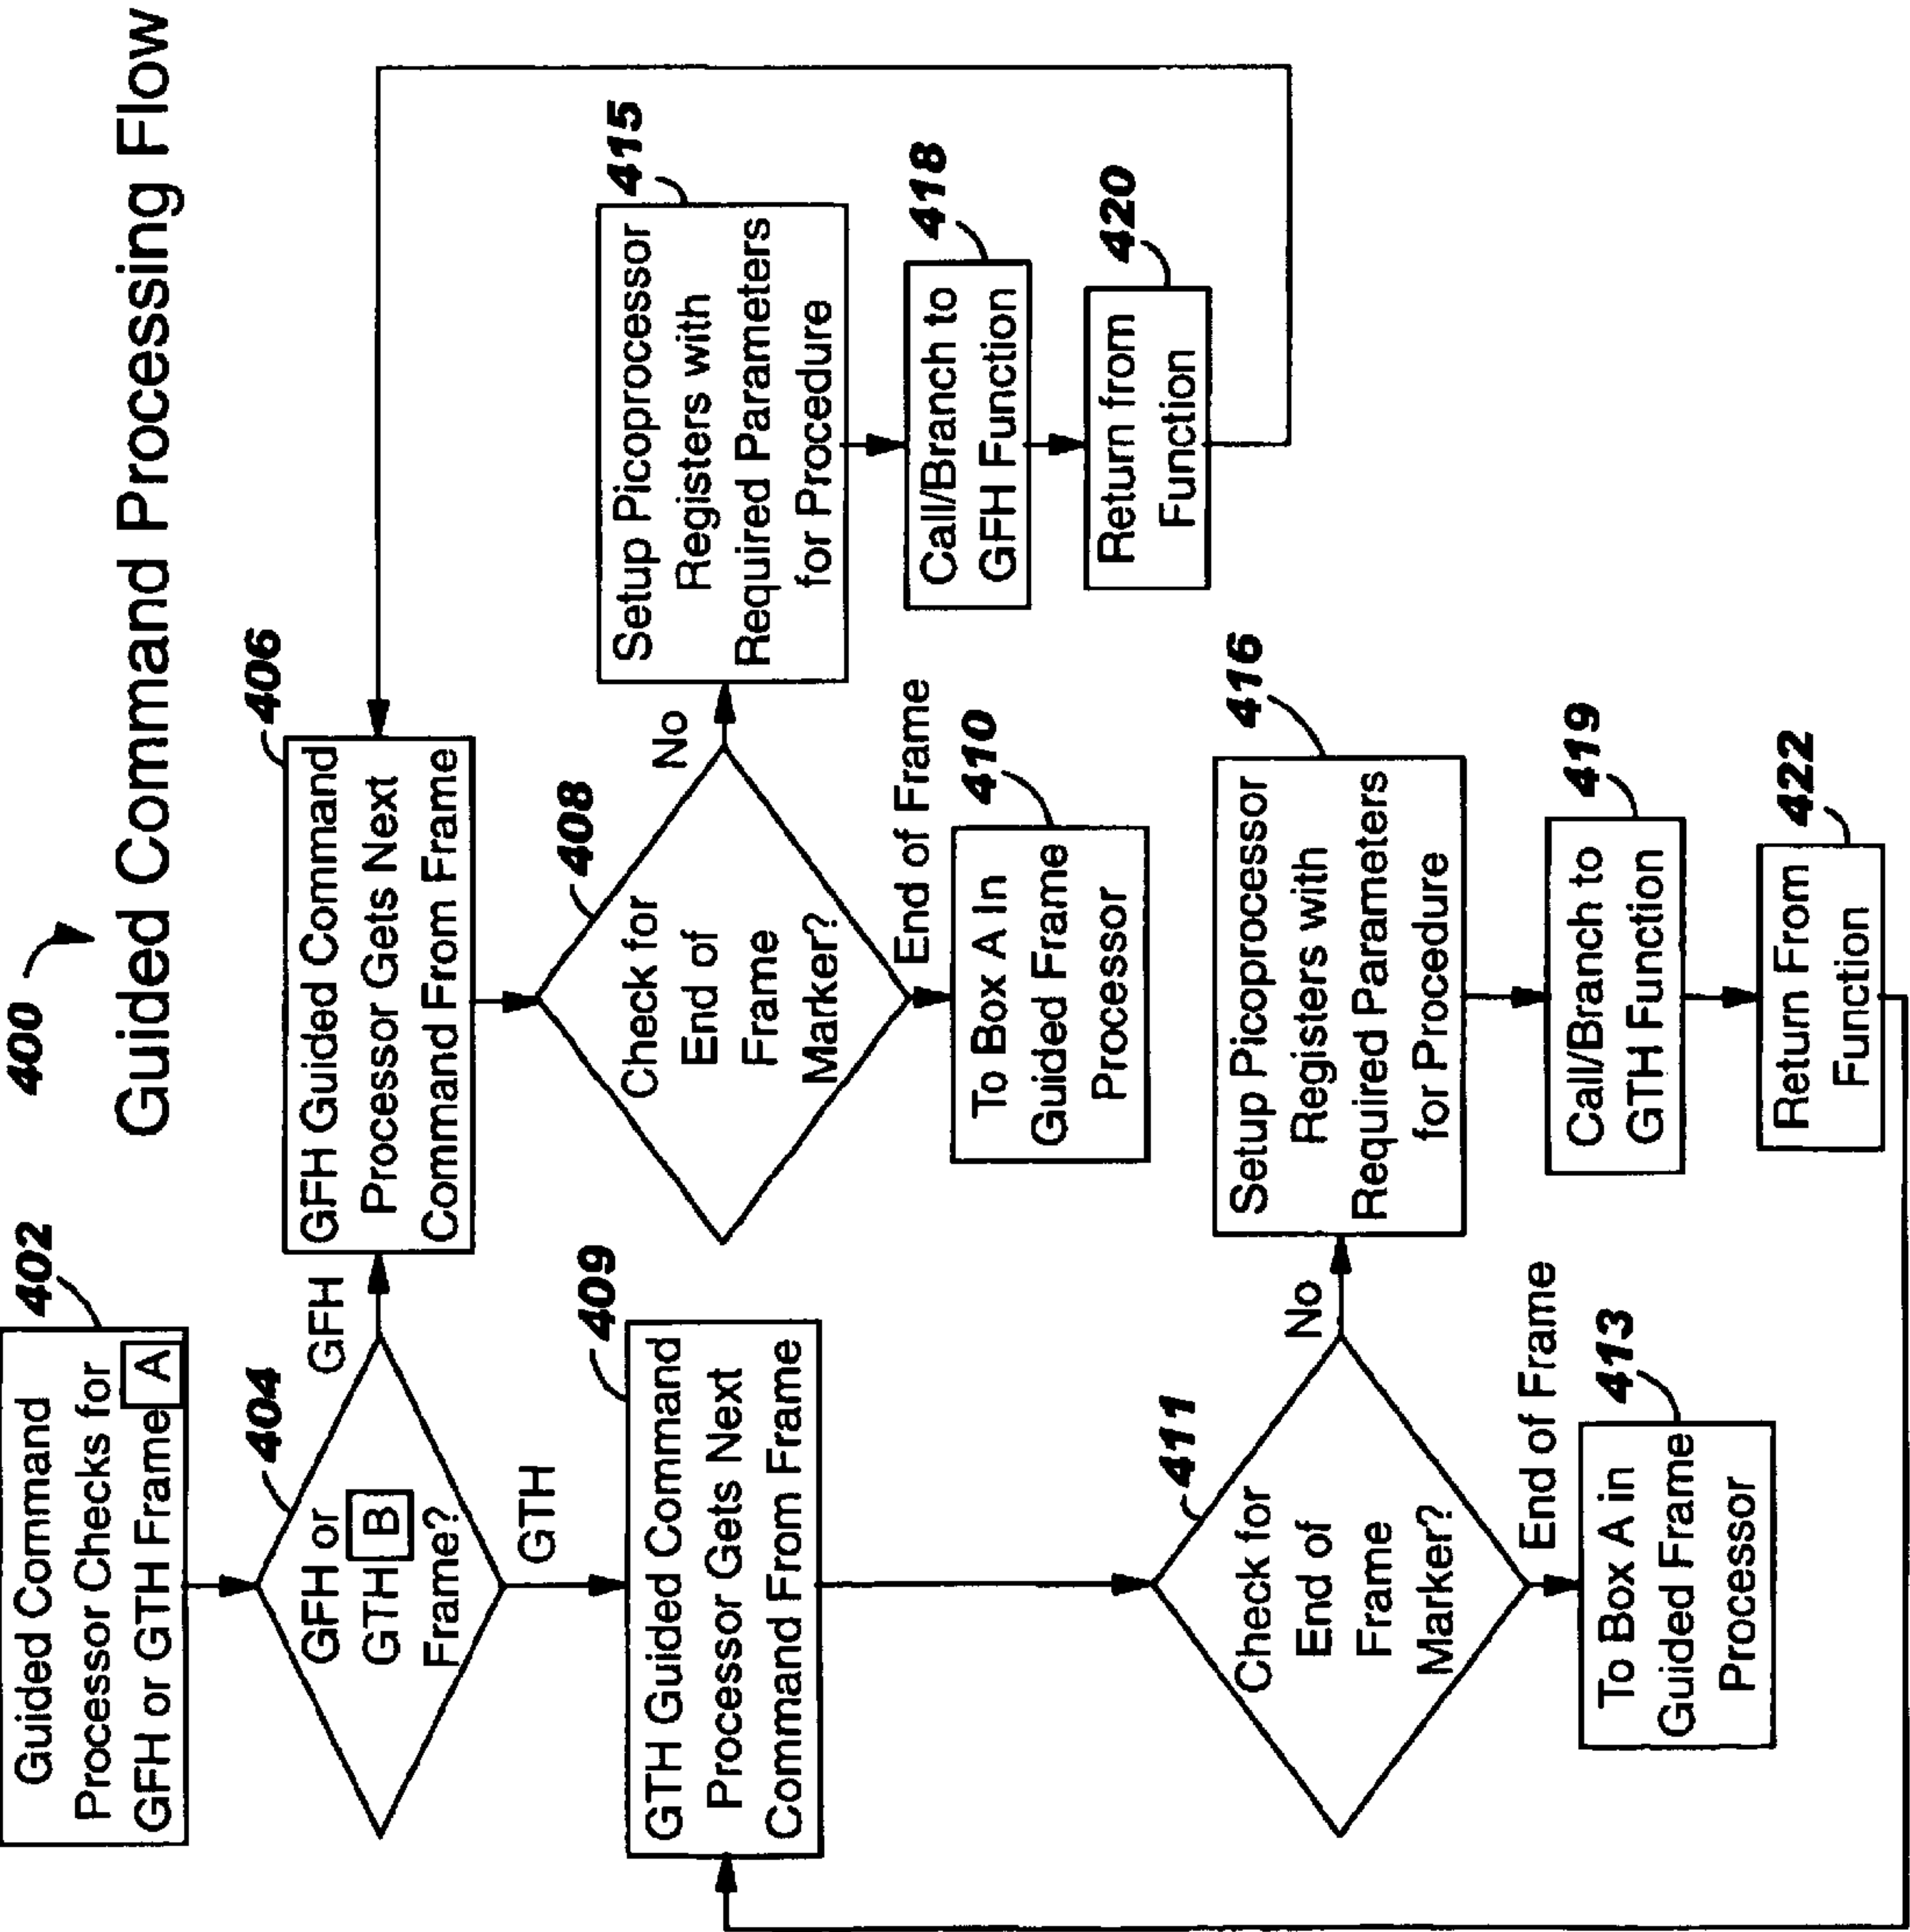 400
Guided Command Processing Flow
402
Guided Command
Processor Checks for
GFH or GTH Frame A
404
GFH or
GTH B
Frame?
GFH
GTH
406
GFH Guided Command
Processor Gets Next
Command From Frame
408
Check for
End of
Frame
Marker?
No
End of Frame
410
To Box A In
Guided Frame
Processor
415
Setup Picoprocessor
Registers with
Required Parameters
for Procedure
418
Call/Branch to
GFH Function
420
Return from
Function
409
GTH Guided Command
Processor Gets Next
Command From Frame
411
Check for
End of
Frame
Marker?
No
End of Frame
413
To Box A in
Guided Frame
Processor
416
Setup Picoprocessor
Registers with
Required Parameters
for Procedure
419
Call/Branch to
GTH Function
422
Return From
Function